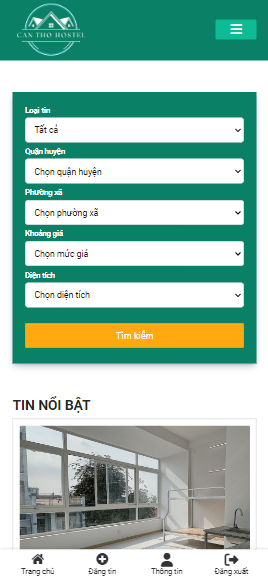 CAN THO HOSTEL
Loại tin
Tất cả
Quận huyện
Chọn quận huyện
Phường xã
Chọn phường xã
Khoảng giá
Chọn mức giá
Diện tích
Chọn diện tích
Tìm kiếm
TIN NỔI BẬT
Trang chủ
Đăng tin
Thông tin
Đăng xuất